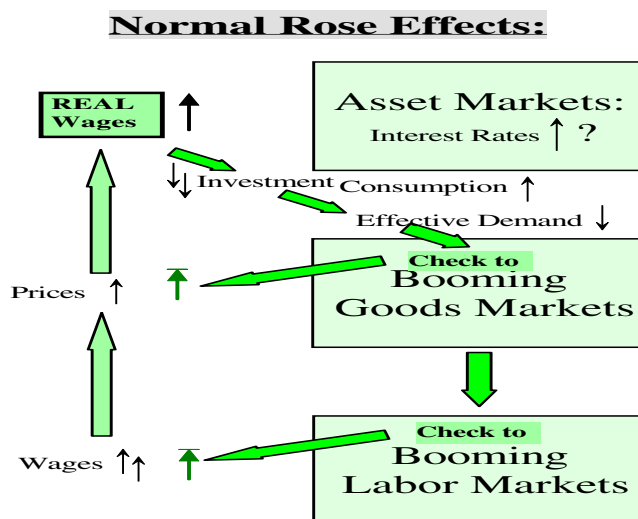 Normal Rose Effects:
REAL
Wages
Asset Markets:
Interest Rates ↑ ?
Investment
Consumption
Effective Demand
Check to
Booming
Goods Markets
Prices
Check to
Booming
Labor Markets
Wages